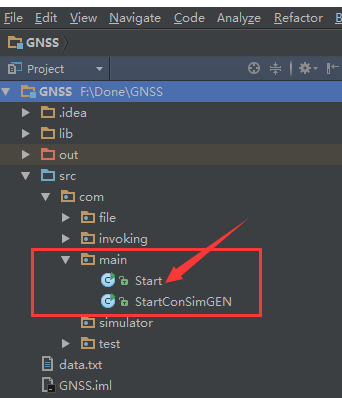 File Edit View Navigate Code Analyze Refactor
GNSS
Project
GNSS F:\Done\GNSS
.idea
lib
out
src
com
file
invoking
main
Start
StartConSimGEN
simulator
test
data.txt
GNSS.iml